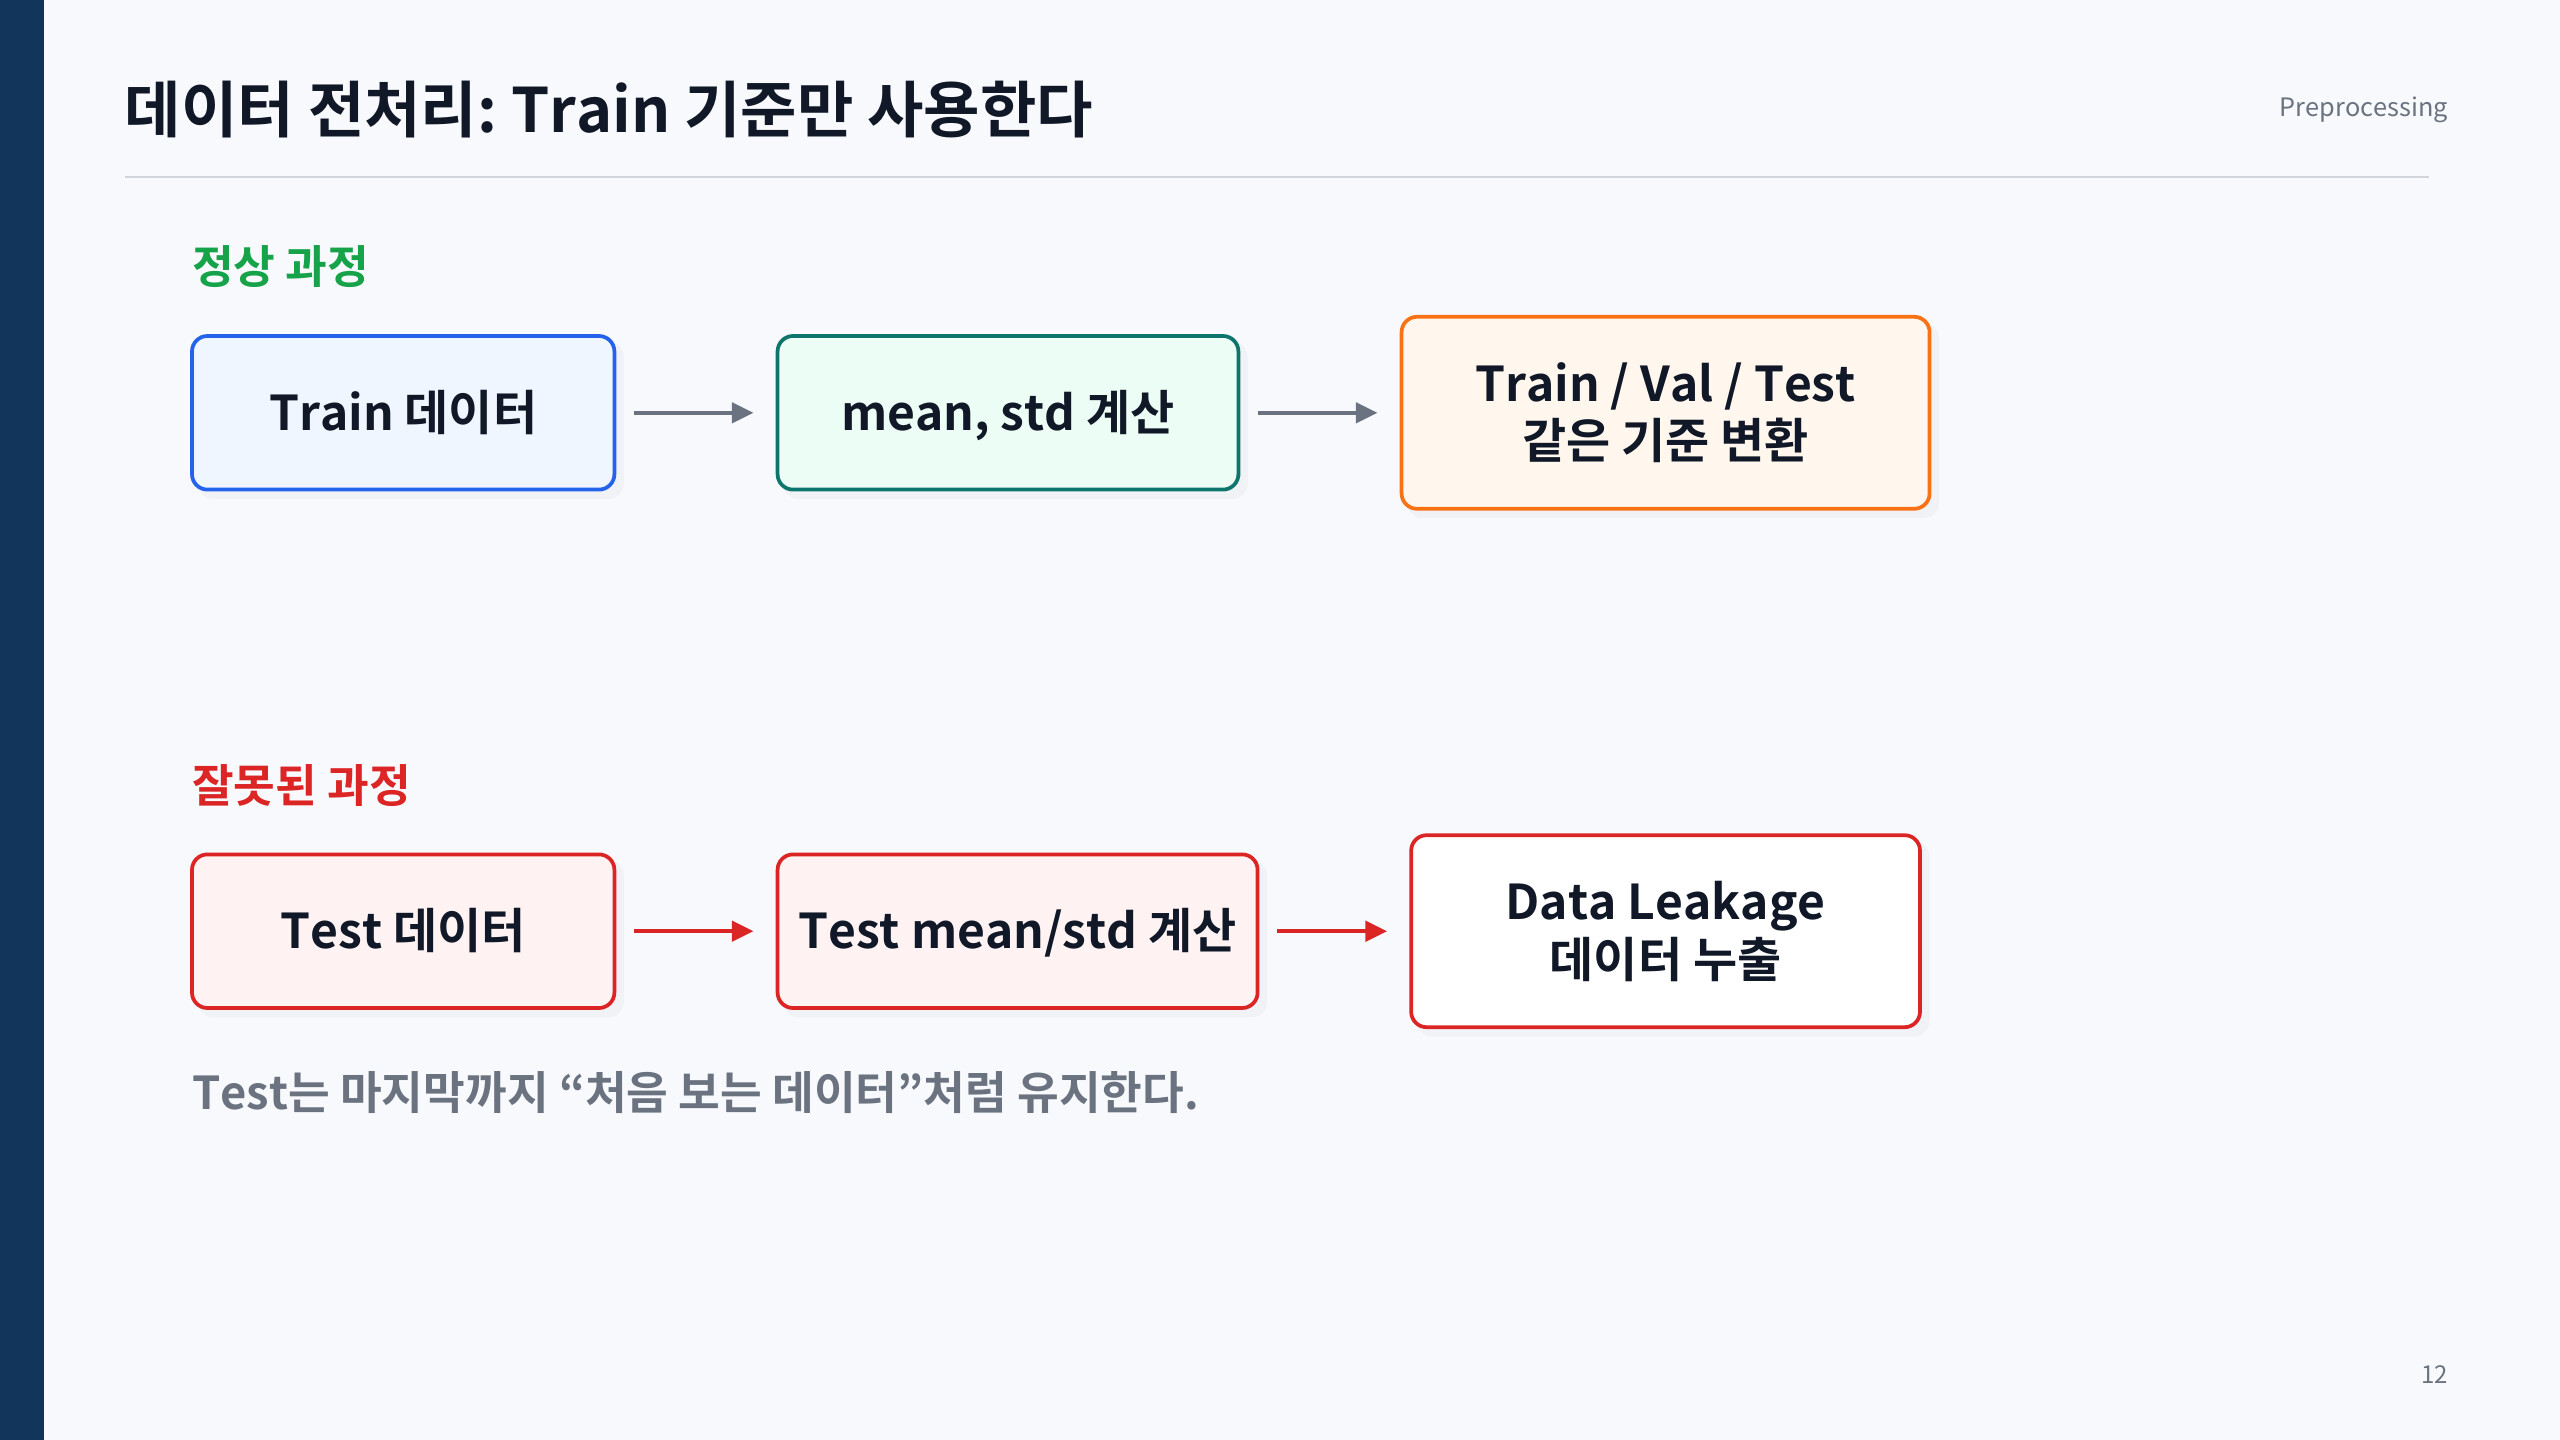 데이터 전처리: Train 기준만 사용한다
Preprocessing
정상 과정
Train 데이터
mean, std 계산
Train / Val / Test
같은 기준 변환
잘못된 과정
Test 데이터
Test mean/std 계산
Data Leakage
데이터 누출
Test는 마지막까지 “처음 보는 데이터”처럼 유지한다.
12